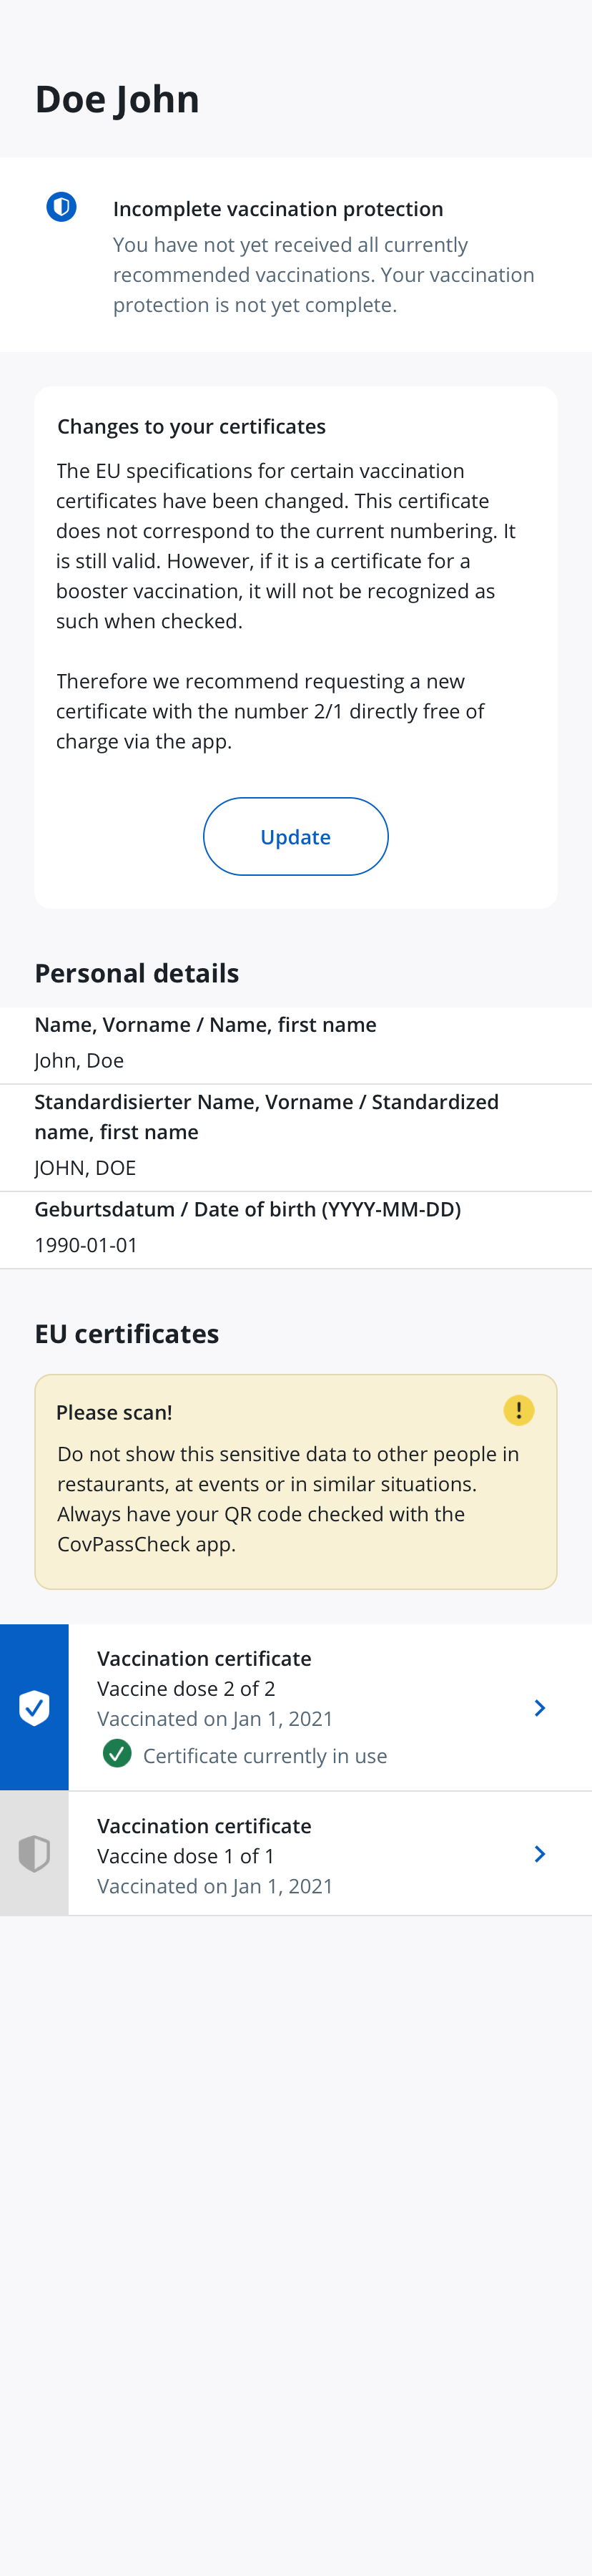 Doe John
Incomplete vaccination protection
You have not yet received all currently
recommended vaccinations. Your vaccination
protection is not yet complete.
Changes to your certificates
The EU specifications for certain vaccination
certificates have been changed. This certificate
does not correspond to the current numbering. It
is still valid. However, if it is a certificate for a
booster vaccination, it will not be recognized as
such when checked.
Therefore we recommend requesting a new
certificate with the number 2/1 directly free of
charge via the app.
Update
Personal details
Name, Vorname / Name, first name
John, Doe
Standardisierter Name, Vorname / Standardized
name, first name
JOHN, DOE
Geburtsdatum / Date of birth (YYYY-MM-DD)
1990-01-01
EU certificates
Please scan!
Do not show this sensitive data to other people in
restaurants, at events or in similar situations.
Always have your QR code checked with the
CovPassCheck app.
Vaccination certificate
Vaccine dose 2 of 2
Vaccinated on Jan 1, 2021
Certificate currently in use
Vaccination certificate
Vaccine dose 1 of 1
Vaccinated on Jan 1, 2021